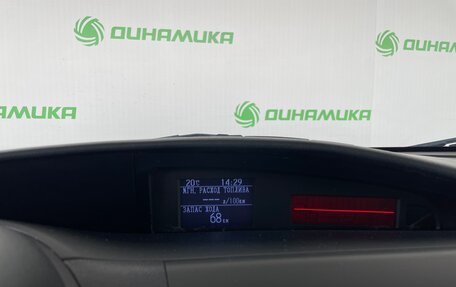 ДИНАМИКА
ДИНАМИКА
ДИНАМИКА
ДИНАМИКА
20°C 14:29
МГН. РАСХОД ТОПЛИВА
--- л/100км
ЗАПАС ХОДА
68 км